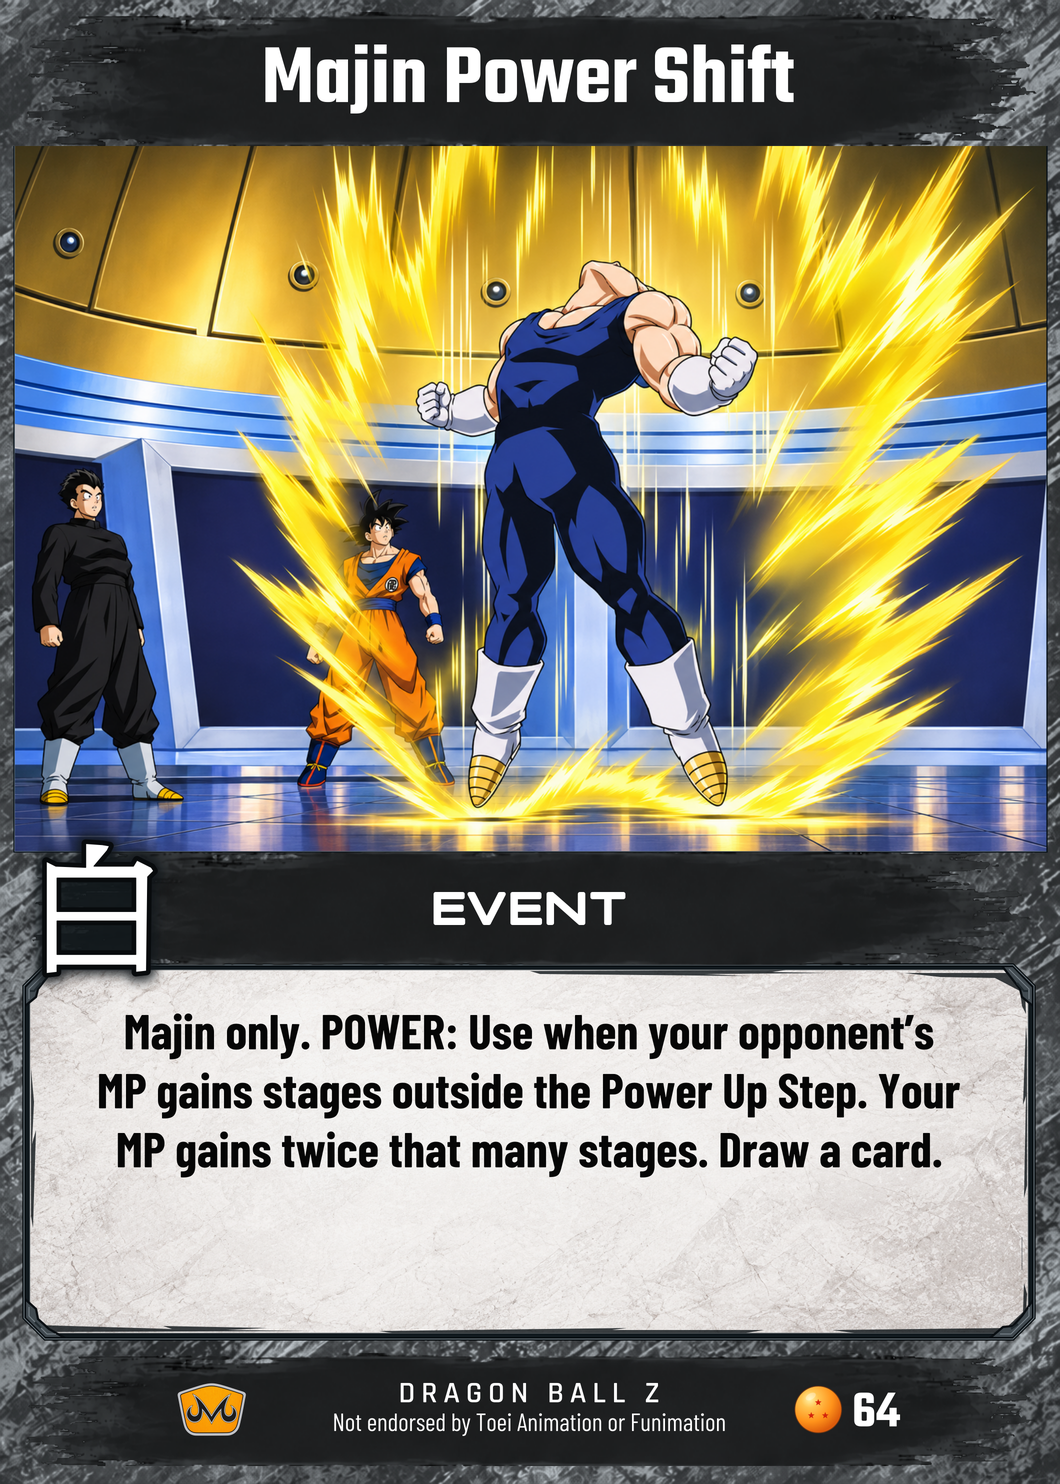 Majin Power Shift
白
EVENT
Majin only. POWER: Use when your opponent's
MP gains stages outside the Power Up Step. Your
MP gains twice that many stages. Draw a card.
DRAGON BALL Z
Not endorsed by Toei Animation or Funimation
64